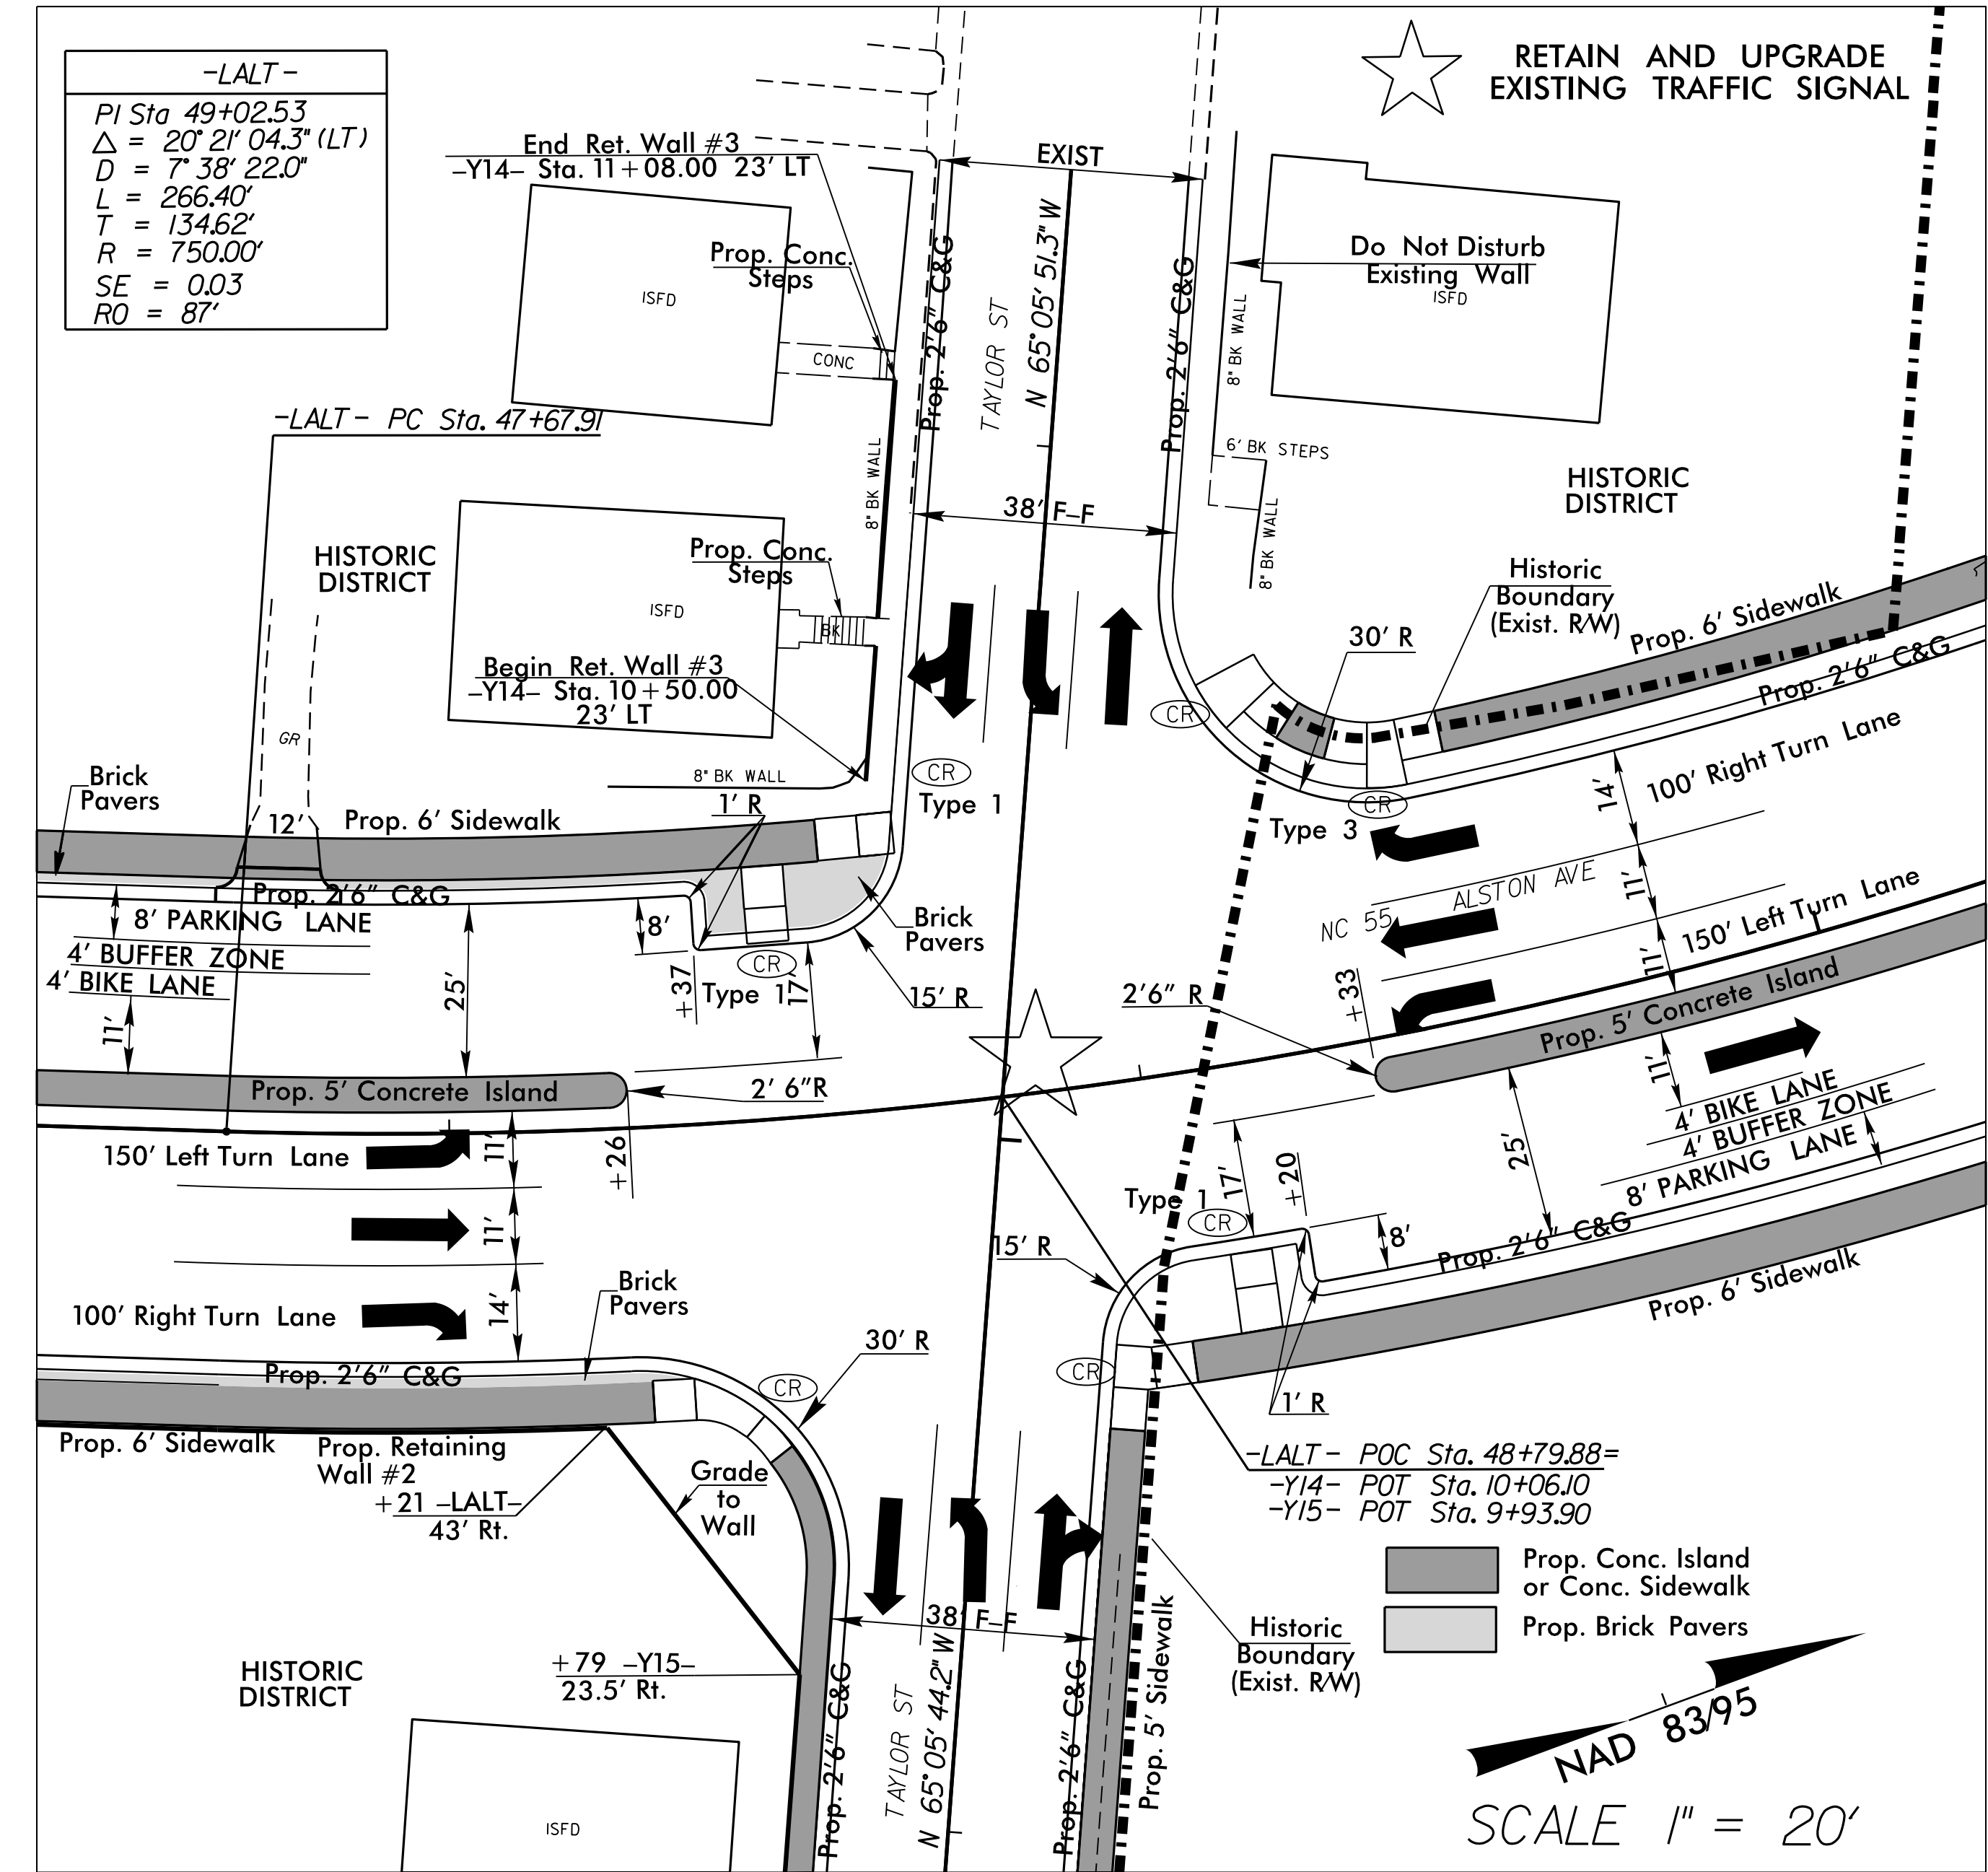 -LALT-
PI Sta 49+02.53
△ = 20° 21' 04.3" (LT)
D = 7° 38' 22.0"
L = 266.40'
T = 134.62'
R = 750.00'
SE = 0.03
RO = 87'
RETAIN AND UPGRADE
EXISTING TRAFFIC SIGNAL
End Ret. Wall #3
-Y14- Sta. 11+08.00 23' LT
EXIST
Prop. Conc.
Steps
ISFD
CONC
Prop. 2'6" C&G
TAYLOR ST
N 65° 05' 51.3" W
Prop. 2'6" C&G
8" BK WALL
Do Not Disturb
Existing Wall
ISFD
-LALT- PC Sta. 47+67.91
8" BK WALL
6' BK STEPS
8" BK WALL
HISTORIC
DISTRICT
38' F-F
HISTORIC
DISTRICT
Prop. Conc.
Steps
ISFD
BK
Historic
Boundary
(Exist. R/W)
30' R
Prop. 6' Sidewalk
Prop. 2'6" C&G
Begin Ret. Wall #3
-Y14- Sta. 10+50.00
23' LT
GR
8" BK WALL
CR
CR
Type 1
CR
Type 3
100' Right Turn Lane
14'
Brick
Pavers
12'
Prop. 6' Sidewalk
1' R
Prop. 2'6" C&G
8' PARKING LANE
4' BUFFER ZONE
4' BIKE LANE
11'
25'
8'
+37
CR
Type 1
17'
Brick
Pavers
15' R
NC 55
ALSTON AVE
11'
150' Left Turn Lane
11'
+33
2'6" R
Prop. 5' Concrete Island
11'
4' BIKE LANE
4' BUFFER ZONE
8' PARKING LANE
25'
Prop. 5' Concrete Island
2' 6"R
+26
150' Left Turn Lane
11'
11'
100' Right Turn Lane
14'
Brick
Pavers
Type 1
CR
17'
+20
8'
15' R
Prop. 2'6" C&G
Prop. 6' Sidewalk
Prop. 2'6" C&G
30' R
CR
CR
1' R
Prop. 6' Sidewalk
Prop. Retaining
Wall #2
+21 -LALT-
43' Rt.
Grade
to
Wall
-LALT- POC Sta. 48+79.88=
-Y14- POT Sta. 10+06.10
-Y15- POT Sta. 9+93.90
Prop. Conc. Island
or Conc. Sidewalk
Prop. Brick Pavers
38' F-F
Historic
Boundary
(Exist. R/W)
HISTORIC
DISTRICT
+79 -Y15-
23.5' Rt.
Prop. 2'6" C&G
TAYLOR ST
N 65° 05' 44.2" W
Prop. 2'6" C&G
Prop. 5' Sidewalk
ISFD
NAD 83/95
SCALE 1" = 20'